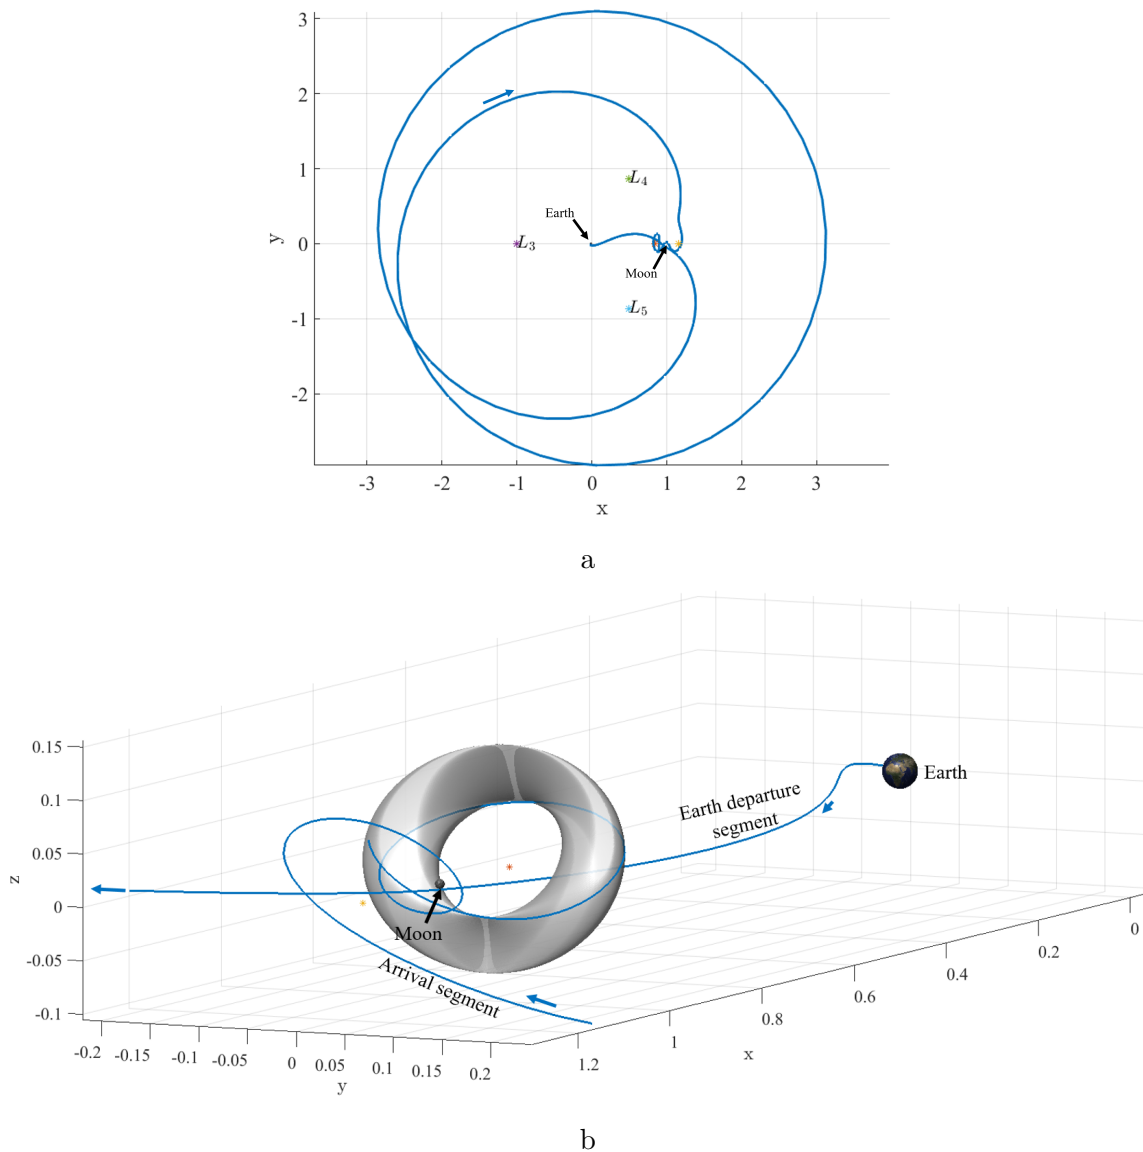 3
2
1
0
-1
-2
y
L4
Earth
L3
Moon
L5
-3 -2 -1 0 1 2 3
x
a
0.15
0.1
0.05
0
-0.05
-0.1
z
Earth
Earth departure
segment
Moon
Arrival segment
-0.2 -0.15 -0.1 -0.05 0 0.05 0.1 0.15 0.2
y
1.2 1 0.8 0.6 0.4 0.2 0
x
b